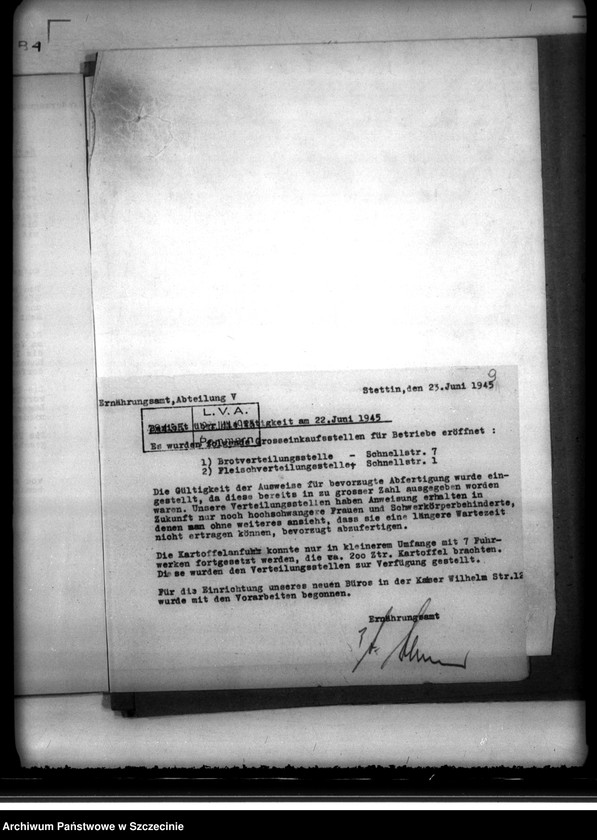 B4
9
Stettin,den 23.Juni 1945
Ernährungsamt,Abteilung V
L.V.A.
Pommern
Bericht über die Tätigkeit am 22.Juni 1945
Es wurden folgende Grosseinkaufsstellen für Betriebe eröffnet :
1) Brotverteilungsstelle - Schnellstr. 7
2) Fleischverteilungsstelle- Schnellstr. 1
Die Gültigkeit der Ausweise für bevorzugte Abfertigung wurde ein-
gestellt, da diese bereits in zu grosser Zahl ausgegeben worden
waren. Unsere Verteilungsstellen haben Anweisung erhalten in
Zukunft nur noch hochschwangere Frauen und Schwerkörperbehinderte,
denen man ohne weiteres ansieht, dass sie eine längere Wartezeit
nicht ertragen können, bevorzugt abzufertigen.
Die Kartoffelanfuhr konnte nur in kleinerem Umfange mit 7 Fuhr-
werken fortgesetzt werden, die ca. 200 Ztr. Kartoffel brachten.
Diese wurden den Verteilungsstellen zur Verfügung gestellt.
Für die Einrichtung unseres neuen Büros in der Kaiser Wilhelm Str.12
wurde mit den Vorarbeiten begonnen.
Ernährungsamt
Archiwum Państwowe w Szczecinie